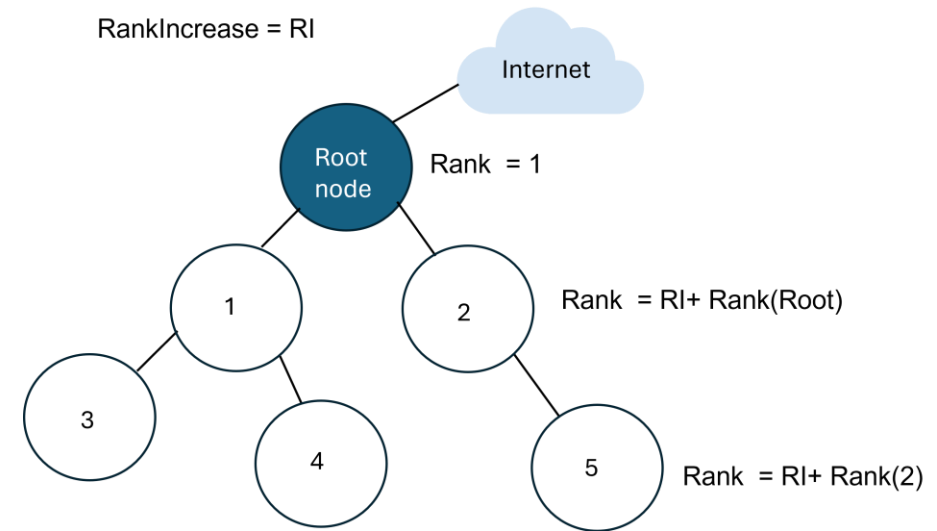 RankIncrease = RI
Internet
Root
node
Rank = 1
1
2
Rank = RI+ Rank(Root)
3
4
5
Rank = RI+ Rank(2)